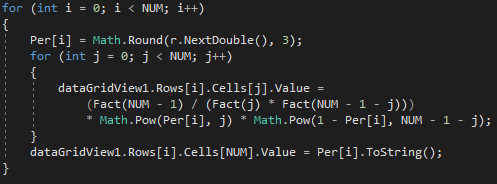 for (int i = 0; i < NUM; i++)
{
    Per[i] = Math.Round(r.NextDouble(), 3);
    for (int j = 0; j < NUM; j++)
    {
        dataGridView1.Rows[i].Cells[j].Value =
            (Fact(NUM - 1) / (Fact(j) * Fact(NUM - 1 - j)))
            * Math.Pow(Per[i], j) * Math.Pow(1 - Per[i], NUM - 1 - j);
    }
    dataGridView1.Rows[i].Cells[NUM].Value = Per[i].ToString();
}